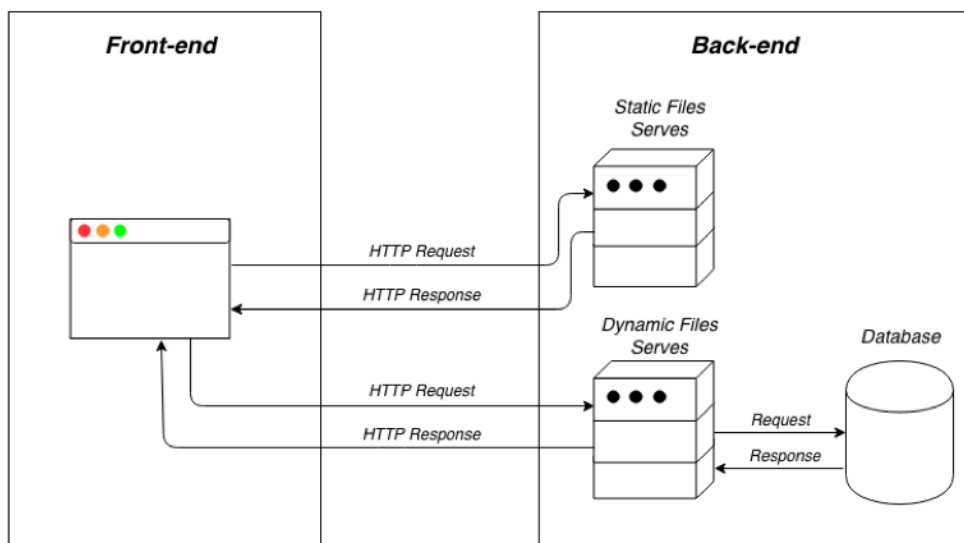 Front-end
Back-end
Static Files
Serves
HTTP Request
HTTP Response
Dynamic Files
Serves
Database
HTTP Request
HTTP Response
Request
Response